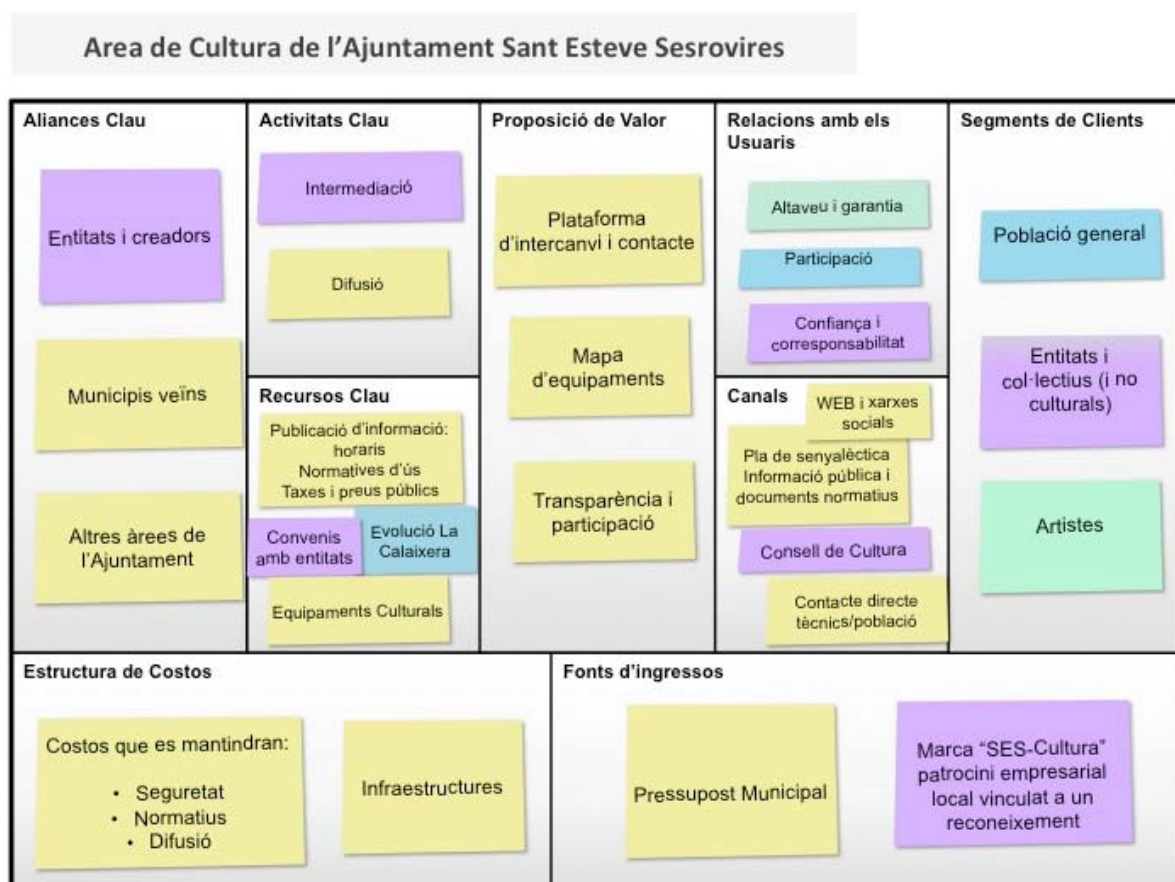 Area de Cultura de l'Ajuntament Sant Esteve Sesrovires
Aliances Clau
Entitats i creadors
Municipis veïns
Altres àrees de
l'Ajuntament
Activitats Clau
Intermediació
Difusió
Recursos Clau
Publicació d'informació:
horaris
Normatives d'ús
Taxes i preus públics
Convenis
amb entitats
Evolució La
Calaixera
Equipaments Culturals
Proposició de Valor
Plataforma
d'intercanvi i contacte
Mapa
d'equipaments
Transparència i
participació
Relacions amb els
Usuaris
Altaveu i garantia
Participació
Confiança i
corresponsabilitat
Canals
WEB i xarxes
socials
Pla de senyalèctica
Informació pública i
documents normatius
Consell de Cultura
Contacte directe
tècnics/població
Segments de Clients
Població general
Entitats i
col·lectius (i no
culturals)
Artistes
Estructura de Costos
Costos que es mantindran:
• Seguretat
• Normatius
• Difusió
Infraestructures
Fonts d'ingressos
Pressupost Municipal
Marca "SES-Cultura"
patrocini empresarial
local vinculat a un
reconeixement